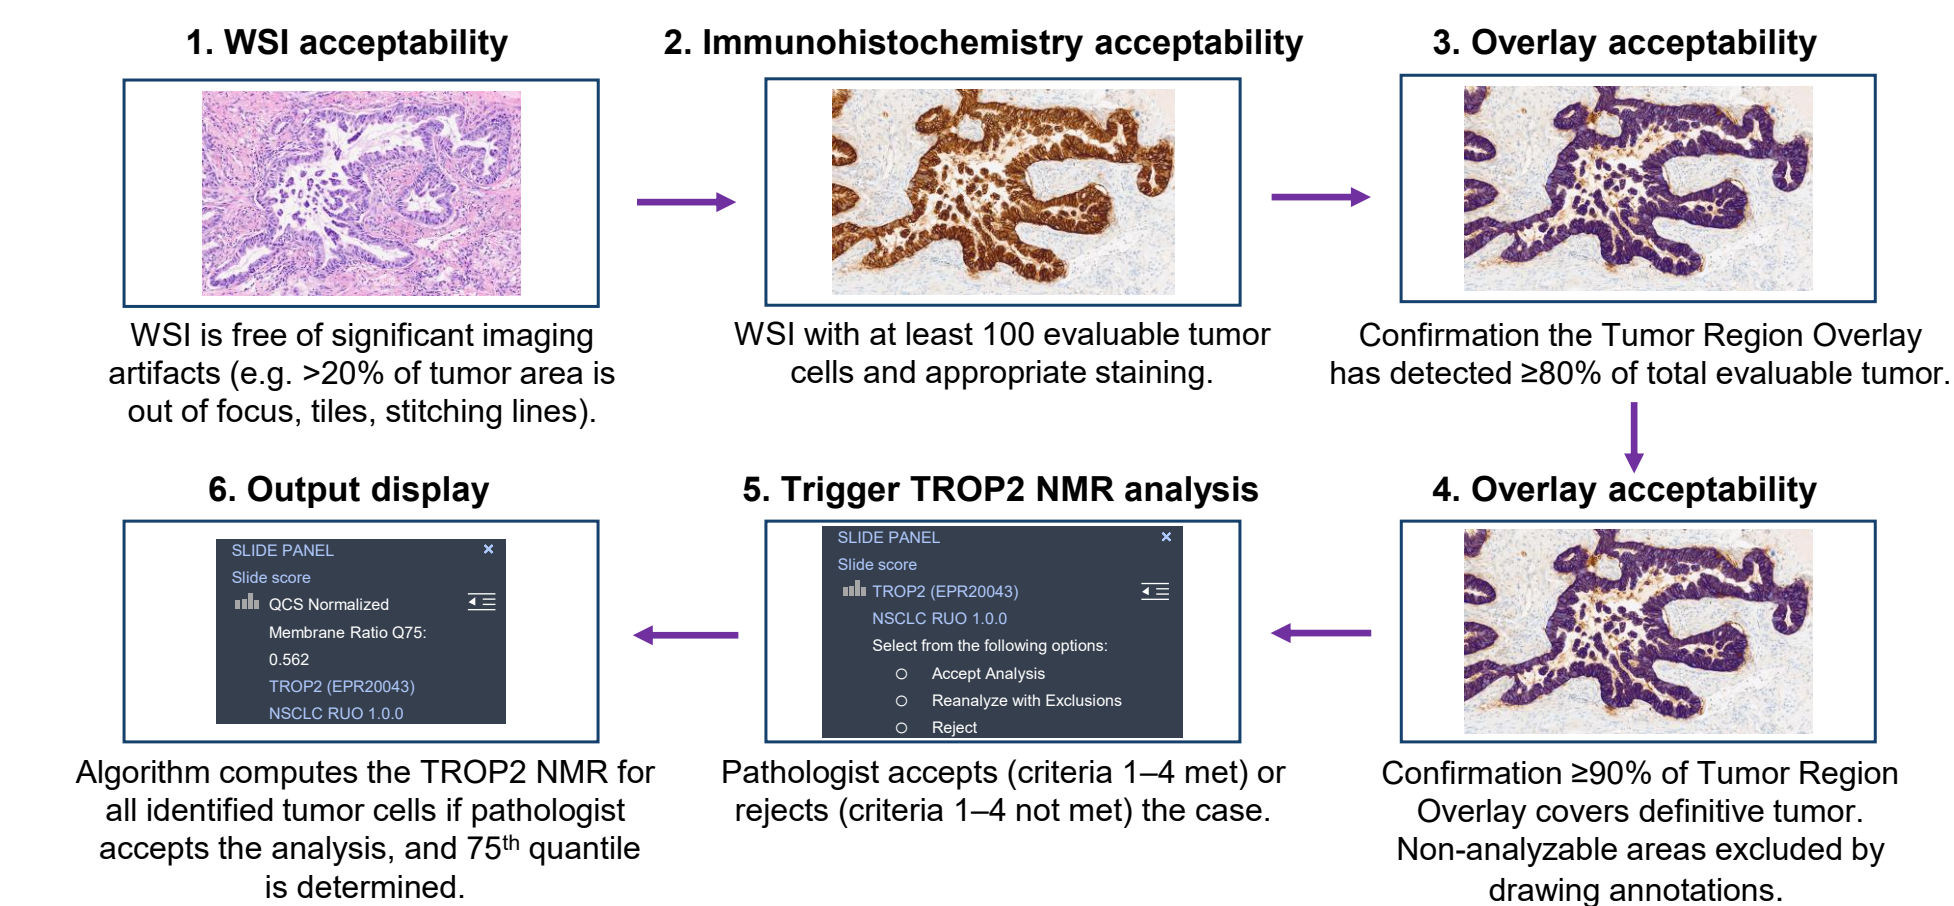 1. WSI acceptability
WSI is free of significant imaging
artifacts (e.g. >20% of tumor area is
out of focus, tiles, stitching lines).
2. Immunohistochemistry acceptability
WSI with at least 100 evaluable tumor
cells and appropriate staining.
3. Overlay acceptability
Confirmation the Tumor Region Overlay
has detected ≥80% of total evaluable tumor.
4. Overlay acceptability
Confirmation ≥90% of Tumor Region
Overlay covers definitive tumor.
Non-analyzable areas excluded by
drawing annotations.
5. Trigger TROP2 NMR analysis
SLIDE PANEL ×
Slide score
TROP2 (EPR20043)
NSCLC RUO 1.0.0
Select from the following options:
Accept Analysis
Reanalyze with Exclusions
Reject
Pathologist accepts (criteria 1–4 met) or
rejects (criteria 1–4 not met) the case.
6. Output display
SLIDE PANEL ×
Slide score
QCS Normalized
Membrane Ratio Q75:
0.562
TROP2 (EPR20043)
NSCLC RUO 1.0.0
Algorithm computes the TROP2 NMR for
all identified tumor cells if pathologist
accepts the analysis, and 75th quantile
is determined.